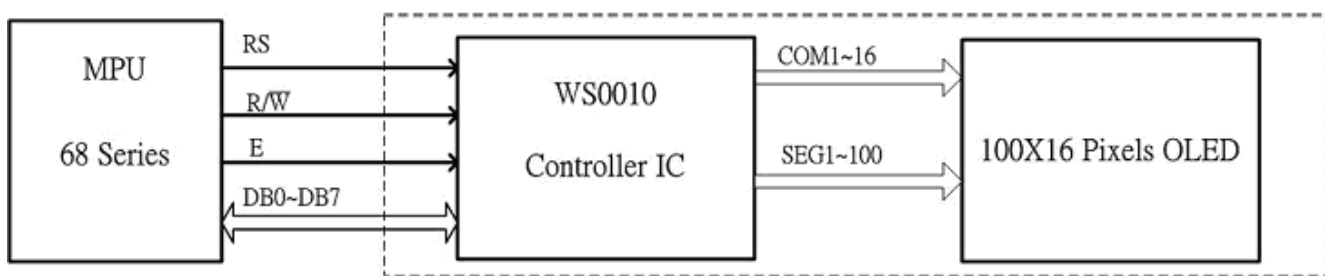 MPU
68 Series
RS
R/W̅
E
DB0~DB7
WS0010
Controller IC
COM1~16
SEG1~100
100X16 Pixels OLED